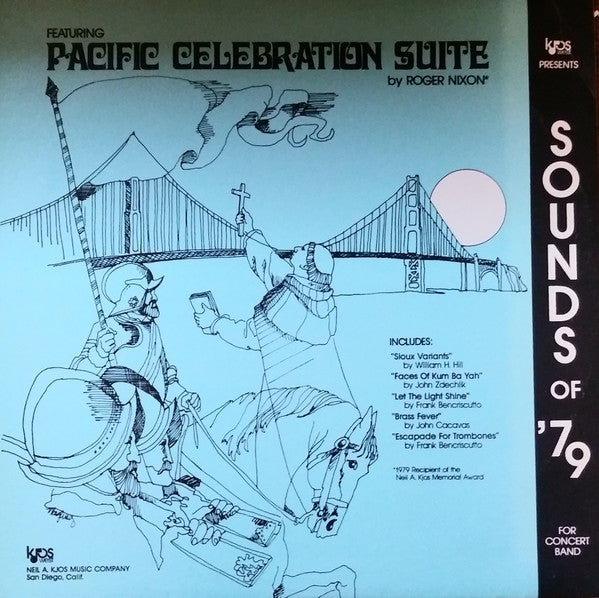 FEATURING
PACIFIC CELEBRATION SUITE
by ROGER NIXON*
INCLUDES:
"Sioux Variants"
by William H. Hill
"Faces Of Kum Ba Yah"
by John Zdechlik
"Let The Light Shine"
by Frank Bencriscutto
"Brass Fever"
by John Cacavas
"Escapade For Trombones"
by Frank Bencriscutto
*1979 Recipient of the
Neil A. Kjos Memorial Award
KJOS
NEIL A. KJOS MUSIC COMPANY
San Diego, Calif.
KJOS
PRESENTS
SOUNDS
OF
'79
FOR
CONCERT
BAND